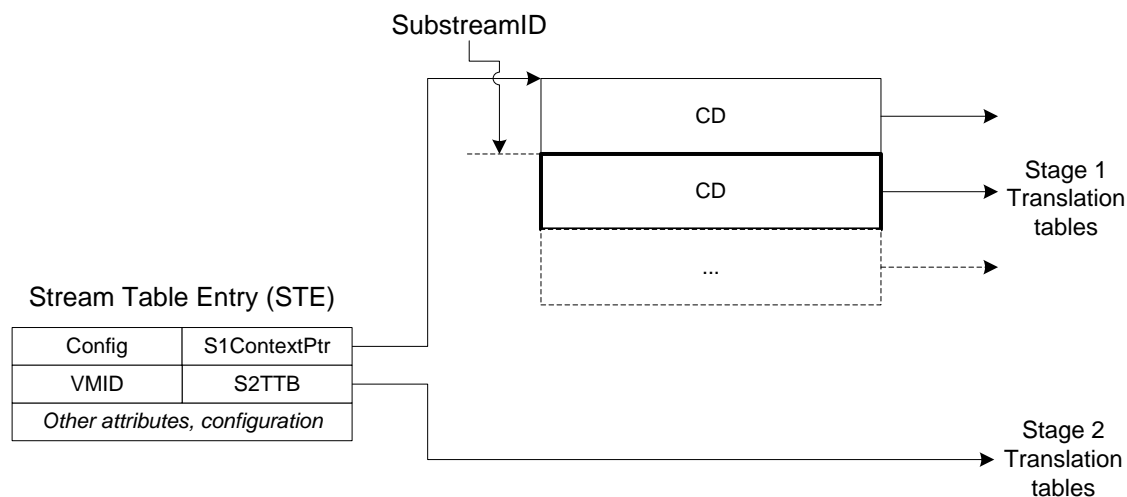 SubstreamID
CD
CD
...
Stage 1
Translation
tables
Stream Table Entry (STE)
Config S1ContextPtr
VMID S2TTB
Other attributes, configuration
Stage 2
Translation
tables